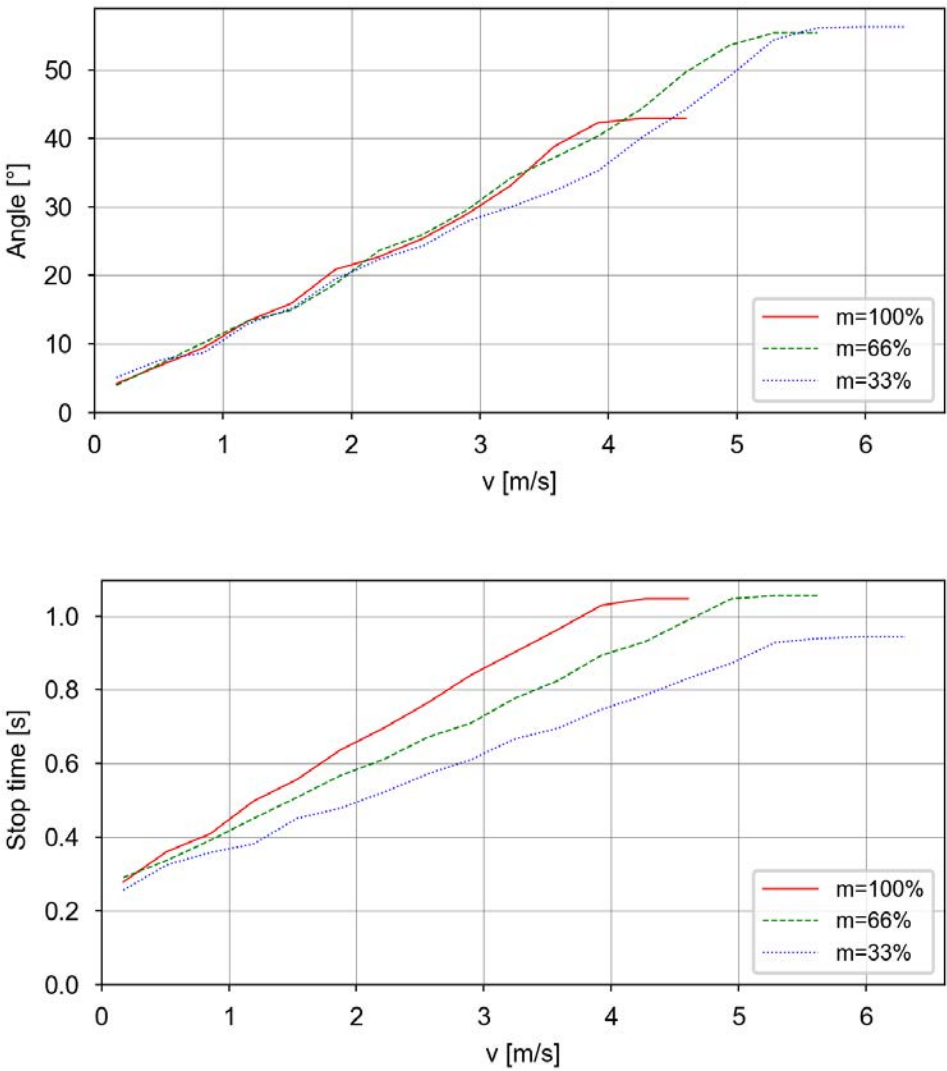 50
40
30
20
10
0
Angle [°]
0 1 2 3 4 5 6
v [m/s]
m=100%
m=66%
m=33%
1.0
0.8
0.6
0.4
0.2
0.0
Stop time [s]
0 1 2 3 4 5 6
v [m/s]
m=100%
m=66%
m=33%